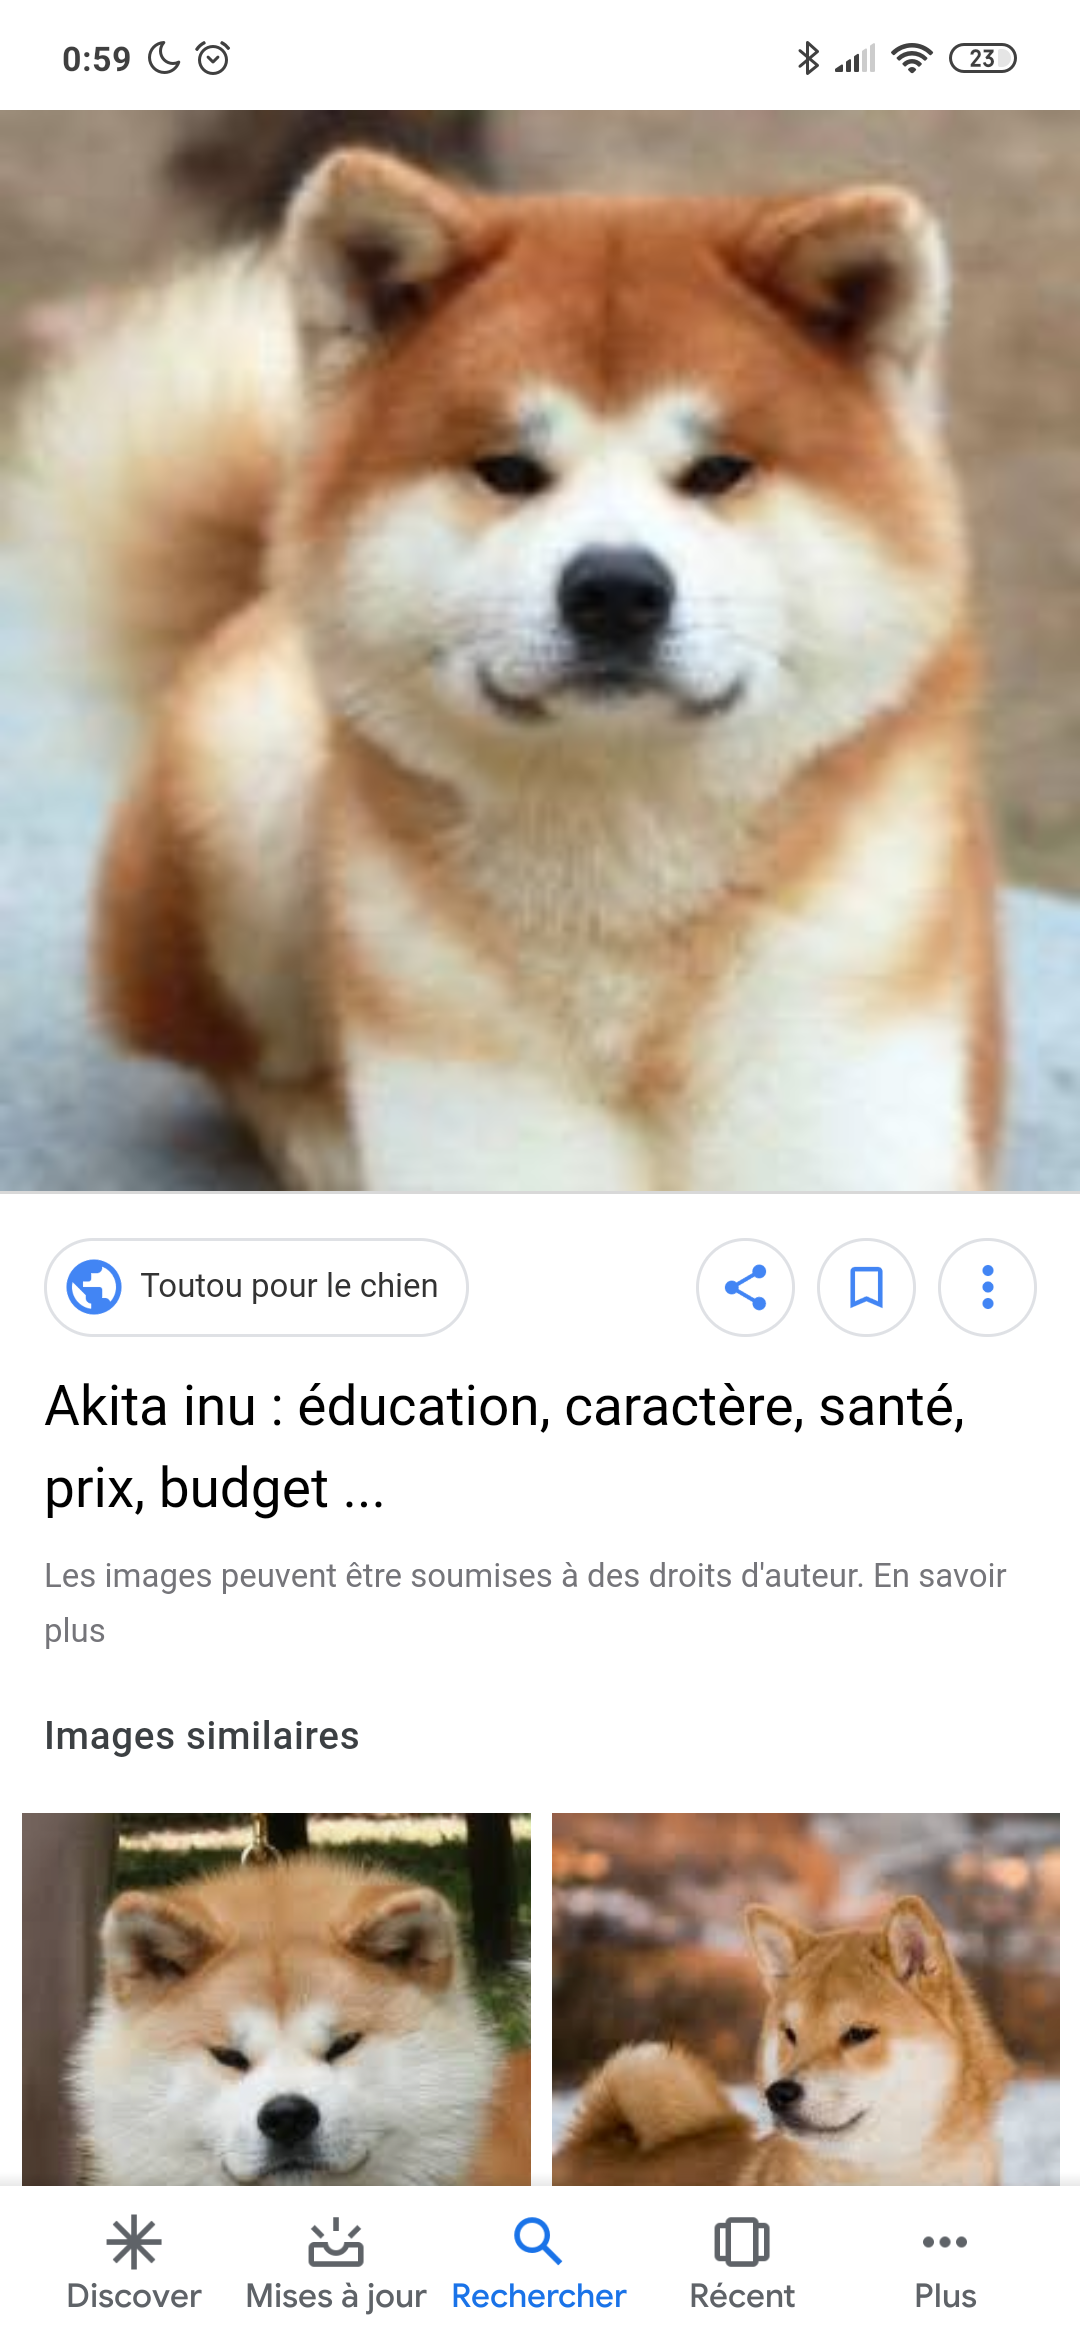 0:59
23
Toutou pour le chien
Akita inu : éducation, caractère, santé,
prix, budget ...
Les images peuvent être soumises à des droits d'auteur. En savoir
plus
Images similaires
Discover
Mises à jour
Rechercher
Récent
Plus